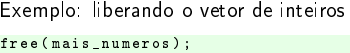 Exemplo: liberando o vetor de inteiros
free(mais_numeros);